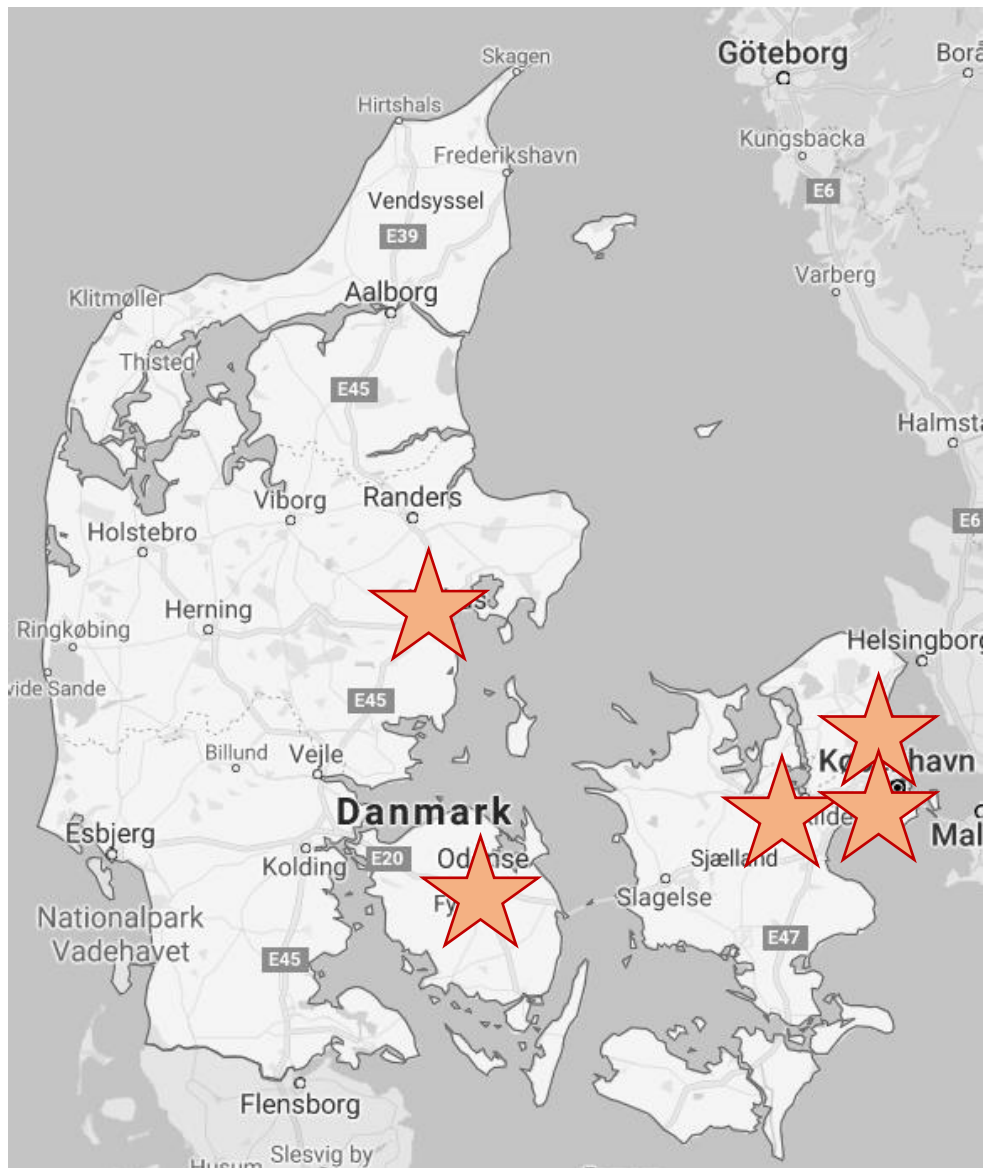 Skagen
Göteborg
Borå
Hirtshals
Kungsbacka
Frederikshavn
E6
Vendsyssel
E39
Varberg
Klitmøller
Aalborg
Thisted
E45
Halmsta
Viborg
Randers
E6
Holstebro
Herning
Ringkøbing
Helsingborg
vide Sande
E45
Billund
Vejle
Danmark
Esbjerg
Mal
Kolding
E20
Sjælland
Slagelse
Nationalpark
Vadehavet
E45
E47
Flensborg
Slesvig by
Husum